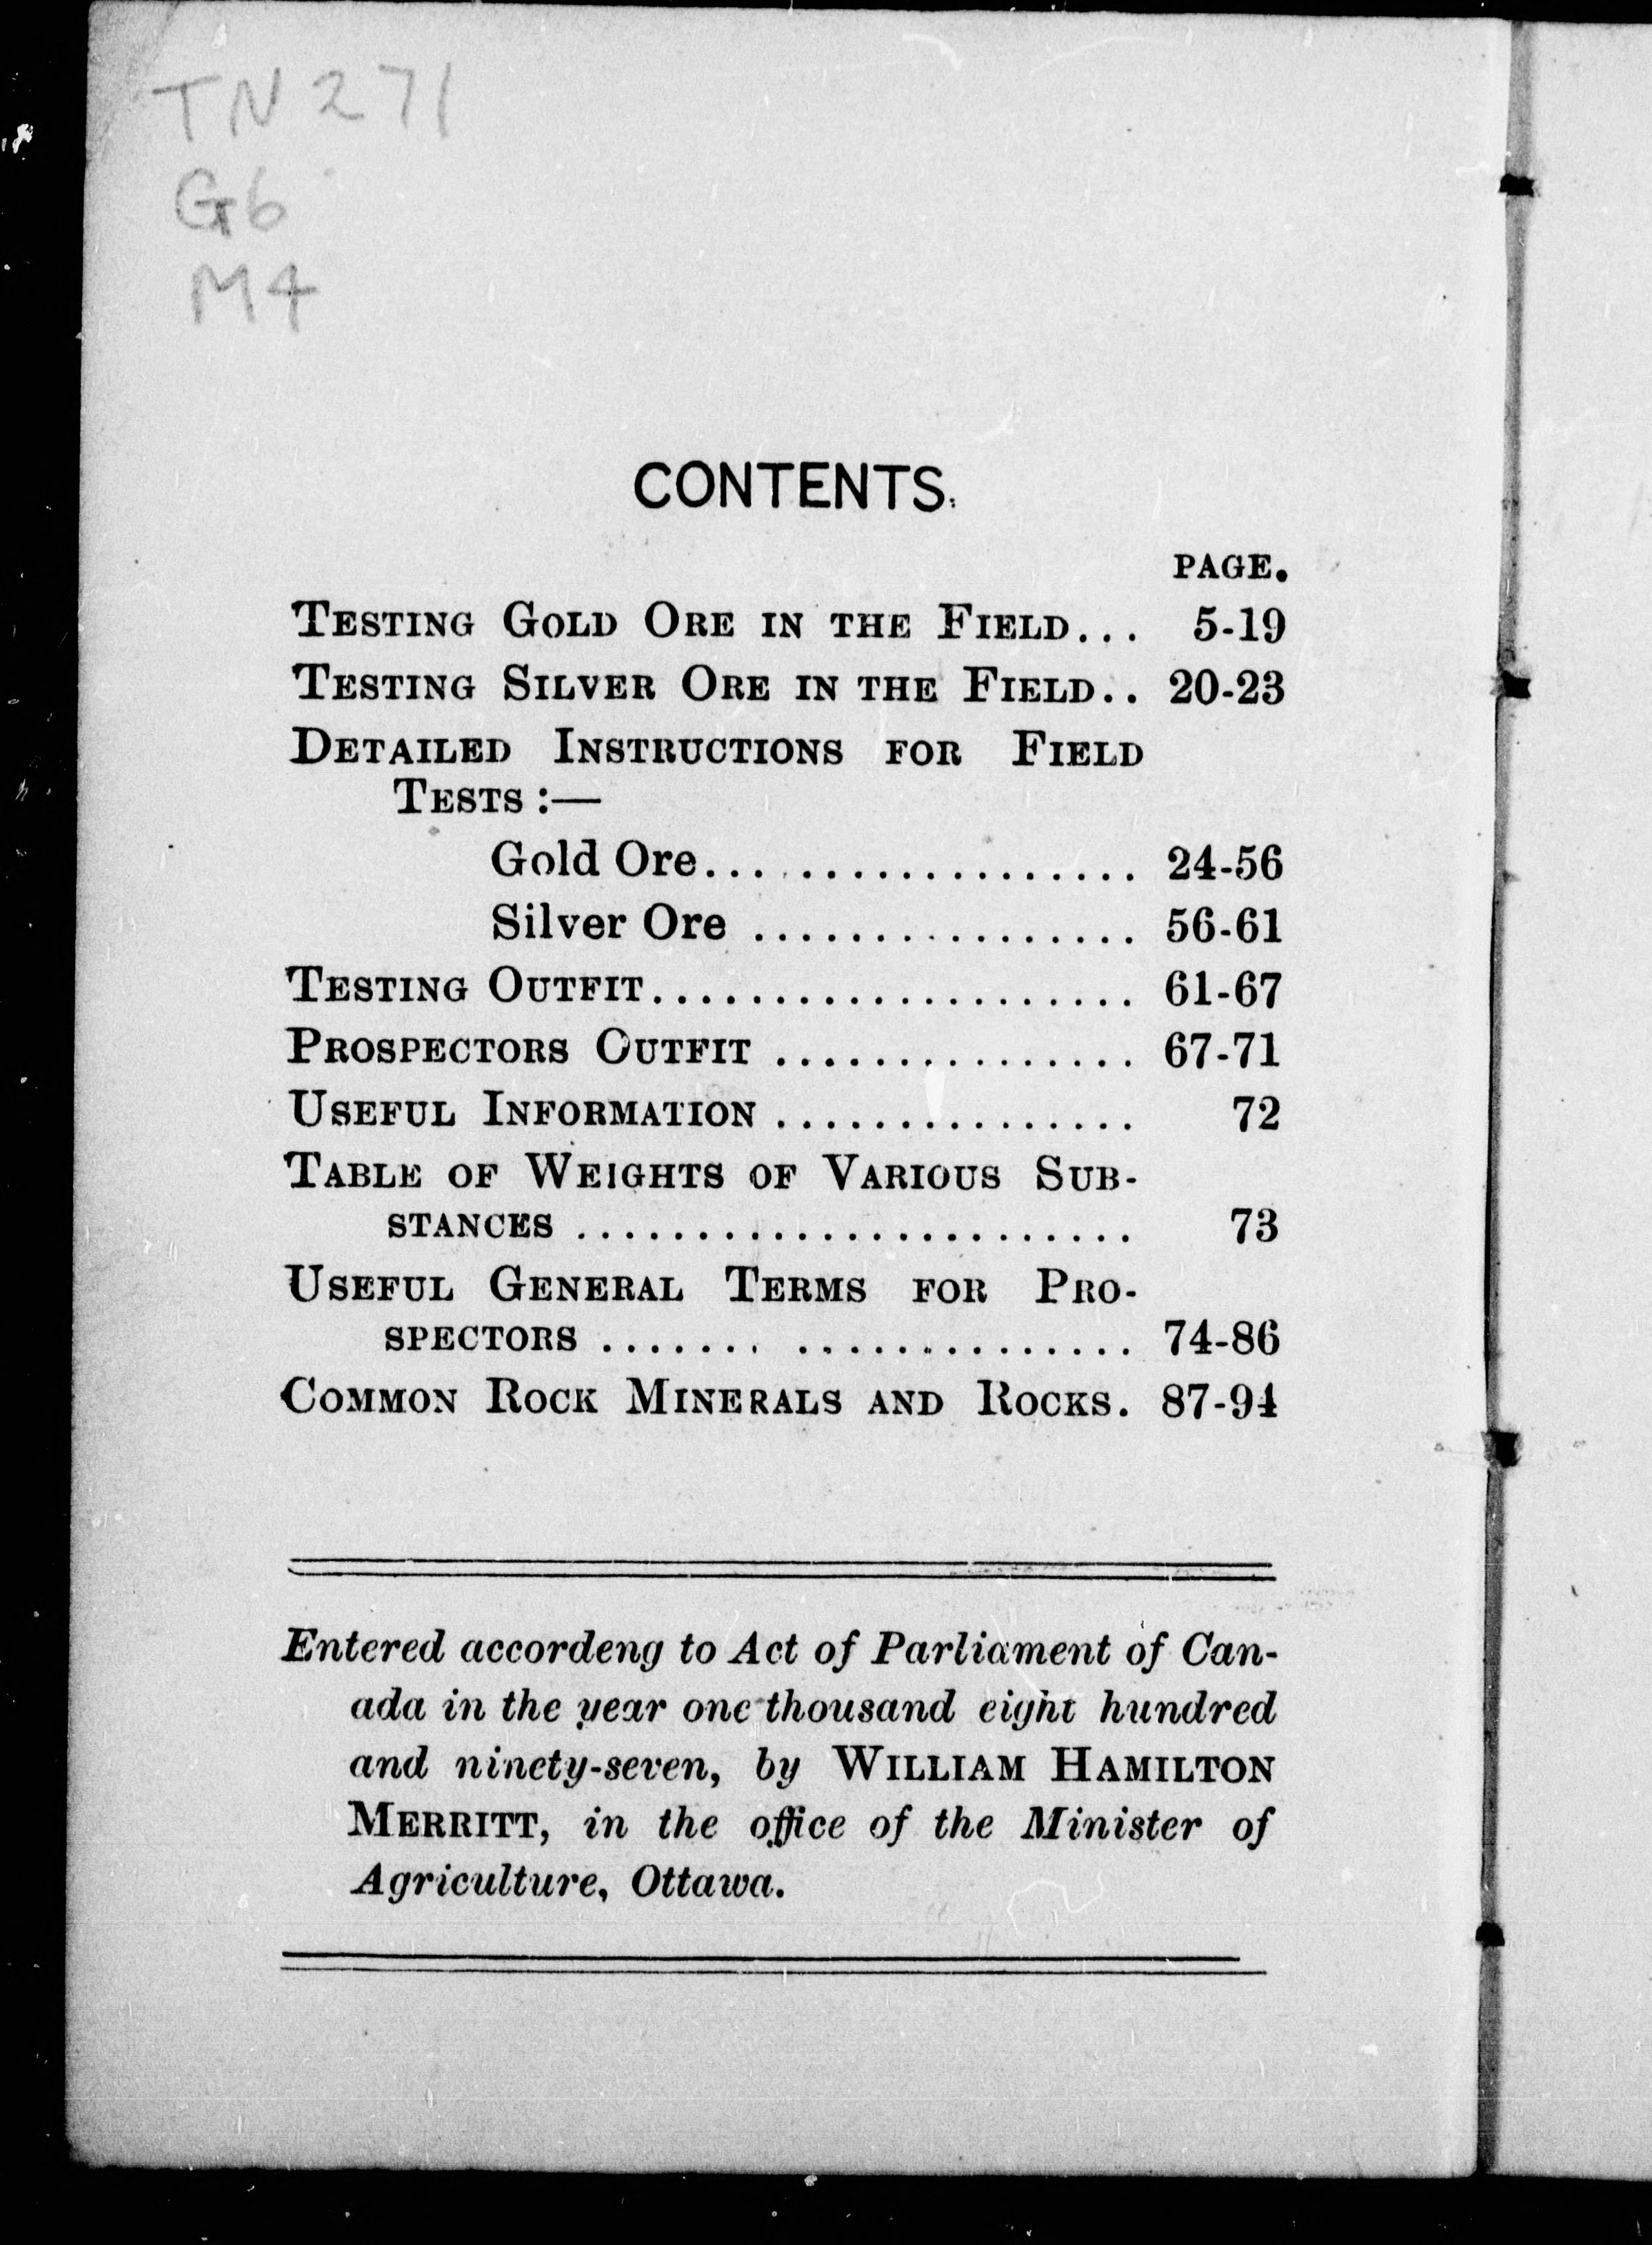 TN271
G6
M4
CONTENTS.
PAGE.
TESTING GOLD ORE IN THE FIELD... 5-19
TESTING SILVER ORE IN THE FIELD.. 20-23
DETAILED INSTRUCTIONS FOR FIELD
TESTS :—
Gold Ore.................. 24-56
Silver Ore ................ 56-61
TESTING OUTFIT.................... 61-67
PROSPECTORS OUTFIT ............... 67-71
USEFUL INFORMATION ............... 72
TABLE OF WEIGHTS OF VARIOUS SUB-
STANCES ....................... 73
USEFUL GENERAL TERMS FOR PRO-
SPECTORS ....... .............. 74-86
COMMON ROCK MINERALS AND ROCKS. 87-94
Entered accordeng to Act of Parliament of Can-
ada in the year one thousand eight hundred
and ninety-seven, by WILLIAM HAMILTON
MERRITT, in the office of the Minister of
Agriculture, Ottawa.